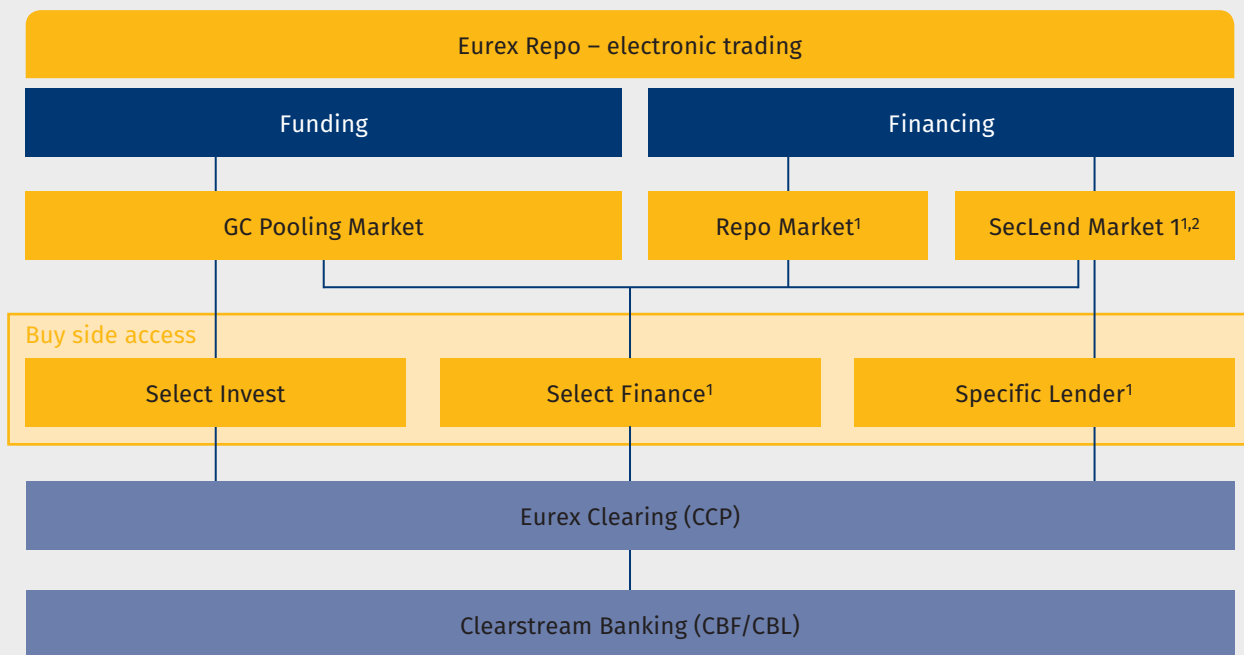 Eurex Repo – electronic trading
Funding
Financing
GC Pooling Market
Repo Market¹
SecLend Market 1¹,²
Buy side access
Select Invest
Select Finance¹
Specific Lender¹
Eurex Clearing (CCP)
Clearstream Banking (CBF/CBL)